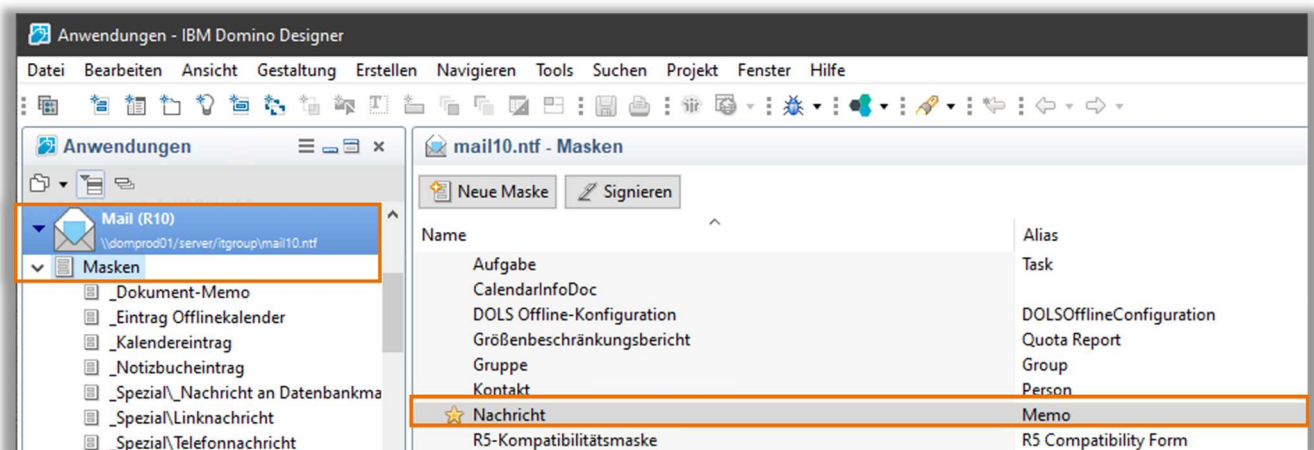 Anwendungen - IBM Domino Designer
Datei Bearbeiten Ansicht Gestaltung Erstellen Navigieren Tools Suchen Projekt Fenster Hilfe
Anwendungen
mail10.ntf - Masken
Neue Maske Signieren
Mail (R10)
\\domprod01/server/itgroup\mail10.ntf
Masken
_Dokument-Memo
_Eintrag Offlinekalender
_Kalendereintrag
_Notizbucheintrag
_Spezial\_Nachricht an Datenbankma
_Spezial\Linknachricht
_Spezial\Telefonnachricht
Name Alias
Aufgabe Task
CalendarInfoDoc
DOLS Offline-Konfiguration DOLSOfflineConfiguration
Größenbeschränkungsbericht Quota Report
Gruppe Group
Kontakt Person
Nachricht Memo
R5-Kompatibilitätsmaske R5 Compatibility Form